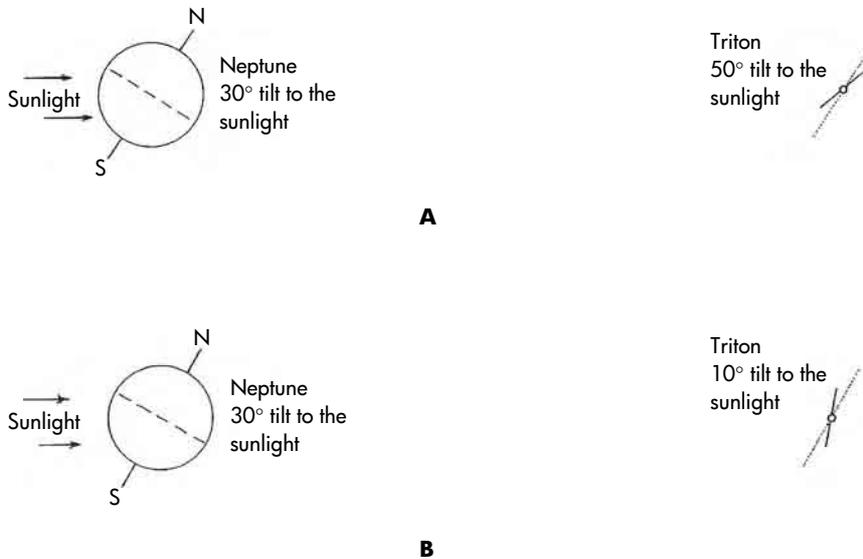 N
Neptune
30° tilt to the
sunlight
Sunlight
S
Triton
50° tilt to the
sunlight
A
N
Neptune
30° tilt to the
sunlight
Sunlight
S
Triton
10° tilt to the
sunlight
B